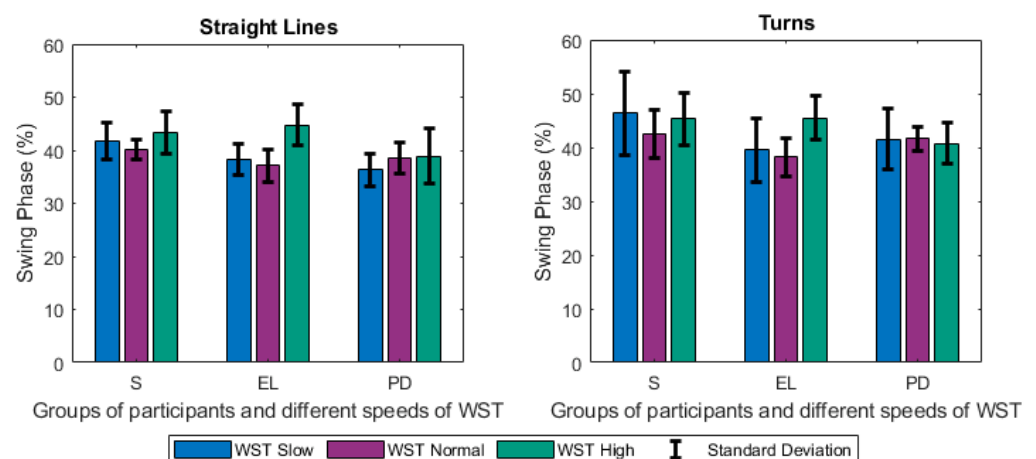 Straight Lines
60
50
40
30
20
10
0
Swing Phase (%)
S EL PD
Groups of participants and different speeds of WST
Turns
60
50
40
30
20
10
0
Swing Phase (%)
S EL PD
Groups of participants and different speeds of WST
WST Slow WST Normal WST High Standard Deviation